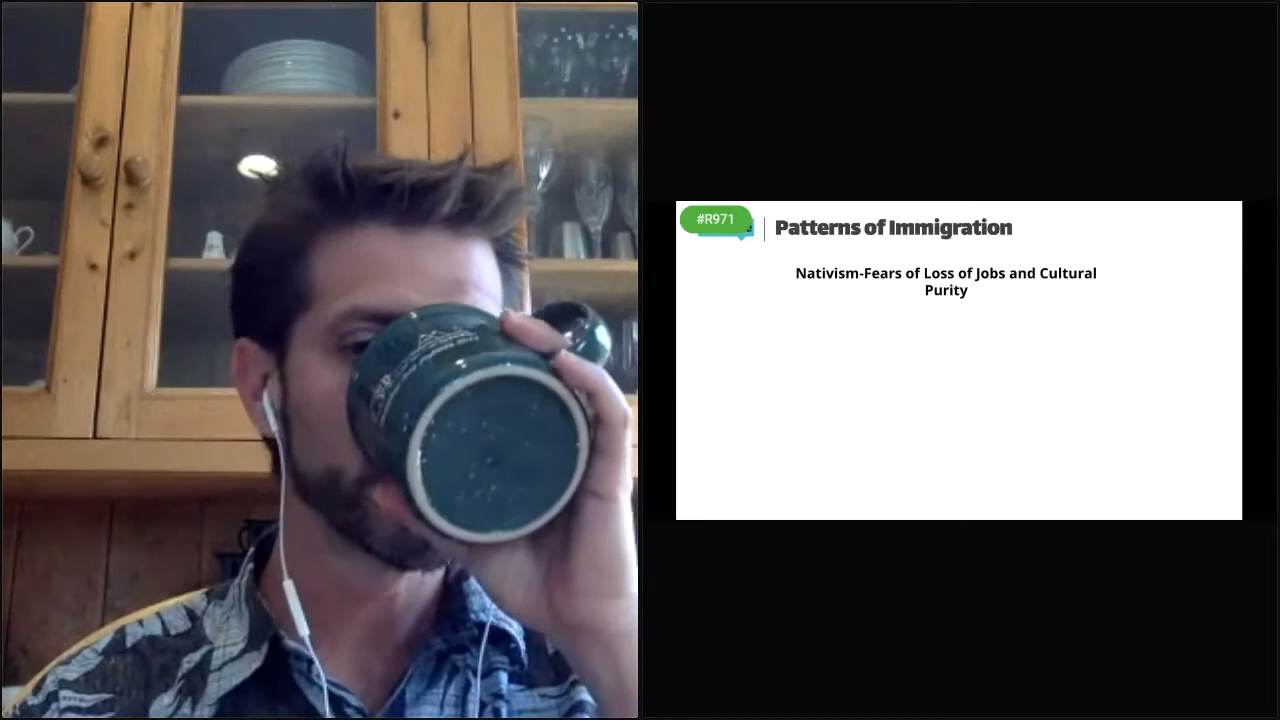 #R971
Patterns of Immigration
Nativism-Fears of Loss of Jobs and Cultural
Purity